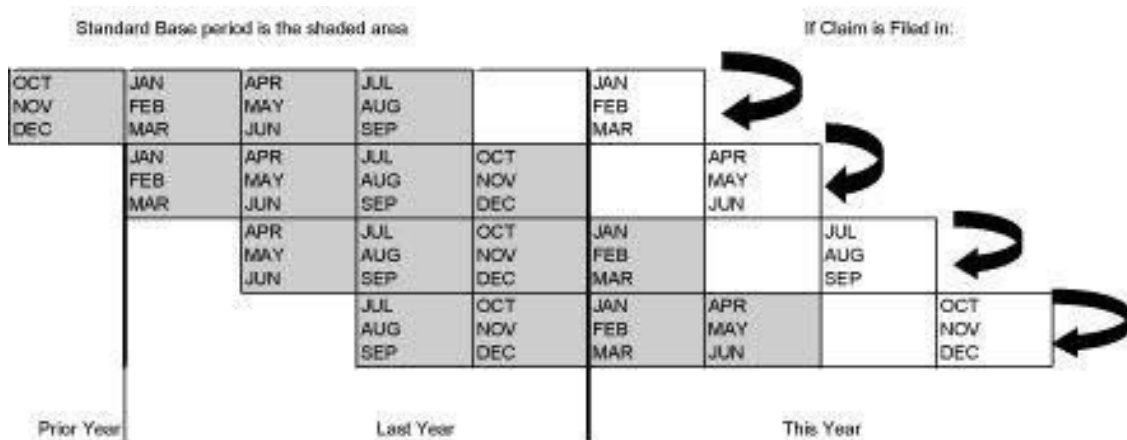 Standard Base period is the shaded area If Claim is Filed in:
OCT JAN APR JUL JAN
NOV FEB MAY AUG FEB
DEC MAR JUN SEP MAR
JAN APR JUL OCT APR
FEB MAY AUG NOV MAY
MAR JUN SEP DEC JUN
APR JUL OCT JAN JUL
MAY AUG NOV FEB AUG
JUN SEP DEC MAR SEP
JUL OCT JAN APR OCT
AUG NOV FEB MAY NOV
SEP DEC MAR JUN DEC
Prior Year Last Year This Year